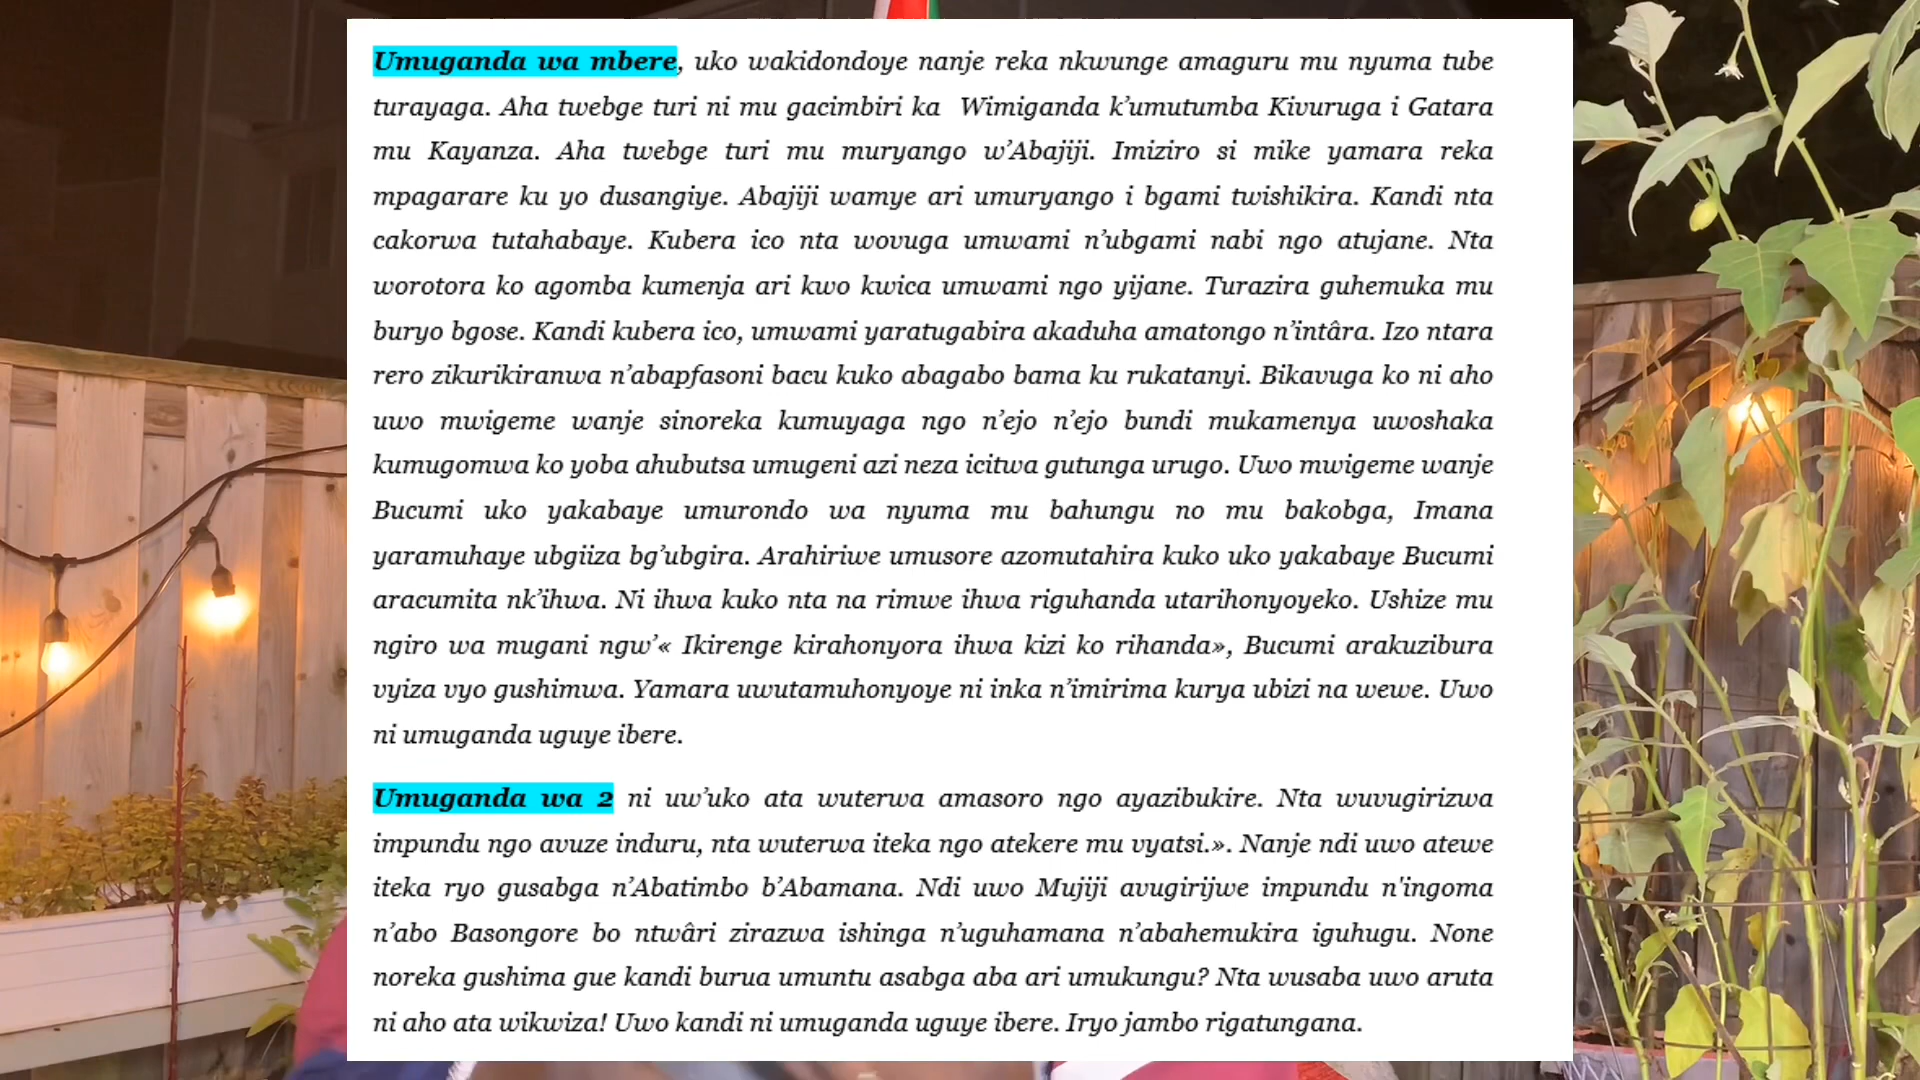 Umuganda wa mbere, uko wakidondoye nanje reka nkwunge amaguru mu nyuma tube
turayaga. Aha twebge turi ni mu gacimbiri ka Wimiganda k’umutumba Kivuruga i Gatara
mu Kayanza. Aha twebge turi mu muryango w’Abajiji. Imiziro si mike yamara reka
mpagarare ku yo dusangiye. Abajiji wamye ari umuryango i bgami twishikira. Kandi nta
cakorwa tutahabaye. Kubera ico nta wovuga umwami n’ubgami nabi ngo atujane. Nta
worotora ko agomba kumenja ari kwo kwica umwami ngo yijane. Turazira guhemuka mu
buryo bgose. Kandi kubera ico, umwami yaratugabira akaduha amatongo n’intâra. Izo ntara
rero zikurikiranwa n’abapfasoni bacu kuko abagabo bama ku rukatanyi. Bikavuga ko ni aho
uwo mwigeme wanje sinoreka kumuyaga ngo n’ejo n’ejo bundi mukamenya uwoshaka
kumugomwa ko yoba ahubutsa umugeni azi neza icitwa gutunga urugo. Uwo mwigeme wanje
Bucumi uko yakabaye umurondo wa nyuma mu bahungu no mu bakobga, Imana
yaramuhaye ubgiiza bg’ubgira. Arahiriwe umusore azomutahira kuko uko yakabaye Bucumi
aracumita nk’ihwa. Ni ihwa kuko nta na rimwe ihwa riguhanda utarihonyoyeko. Ushize mu
ngiro wa mugani ngw’« Ikirenge kirahonyora ihwa kizi ko rihanda», Bucumi arakuzibura
vyiza vyo gushimwa. Yamara uwutamuhonyoye ni inka n’imirima kurya ubizi na wewe. Uwo
ni umuganda uguye ibere.
Umuganda wa 2 ni uw’uko ata wuterwa amasoro ngo ayazibukire. Nta wuvugirizwa
impundu ngo avuze induru, nta wuterwa iteka ngo atekere mu vyatsi.». Nanje ndi uwo atewe
iteka ryo gusabga n’Abatimbo b’Abamana. Ndi uwo Mujiji avugirijwe impundu n'ingoma
n’abo Basongore bo ntwâri zirazwa ishinga n’uguhamana n’abahemukira iguhugu. None
noreka gushima gue kandi burua umuntu asabga aba ari umukungu? Nta wusaba uwo aruta
ni aho ata wikwiza! Uwo kandi ni umuganda uguye ibere. Iryo jambo rigatungana.